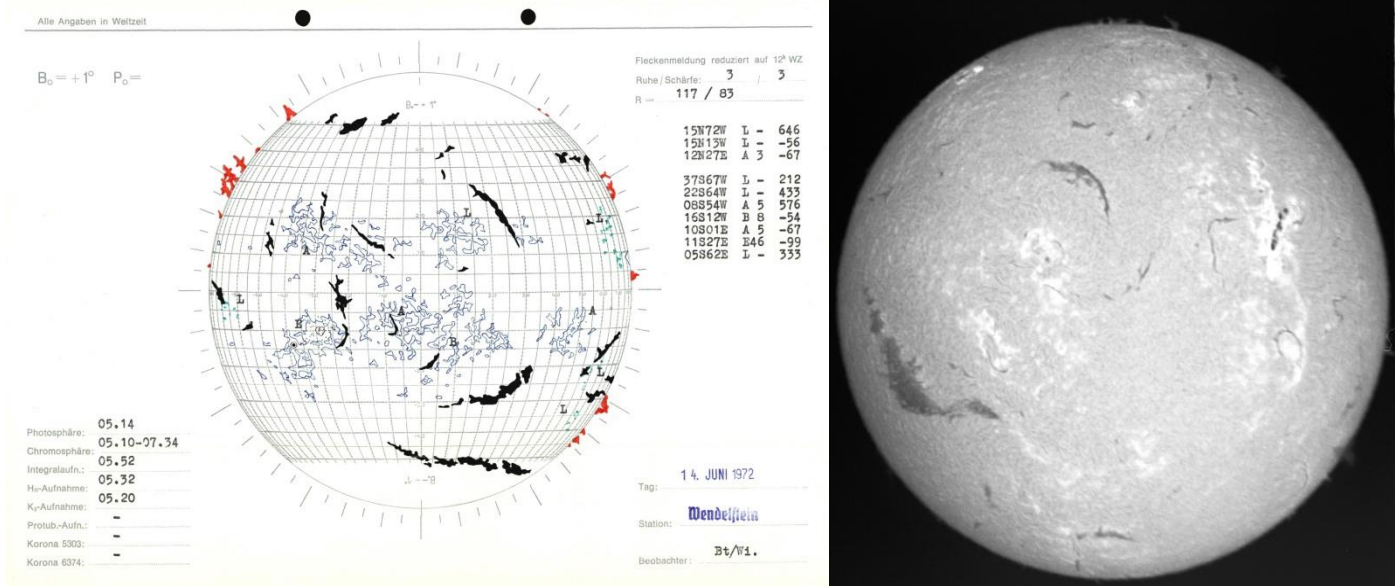 Alle Angaben in Weltzeit
B₀ = + 1° P₀ =
Fleckenmeldung reduziert auf 12ʰ WZ
Ruhe/Schärfe: 3 / 3
R = 117 / 83
B₀ = + 1°
15N72W L - 646
15N13W L - -56
12N27E A 3 -67
37S67W L - 212
22S64W L - 433
08S54W A 5 576
16S12W B 8 -54
10S01E A 5 -67
11S27E E46 -99
05S62E L - 333
L
L
A
L
E
A
A
B
L
L
Photosphäre: 05.14
Chromosphäre: 05.10-07.34
Integralaufn.: 05.52
Hα-Aufnahme: 05.32
K₃-Aufnahme: 05.20
Protub.-Aufn.: -
Korona 5303: -
Korona 6374: -
Tag: 14. JUNI 1972
Station: Wendelstein
Beobachter: Bt/Wi.